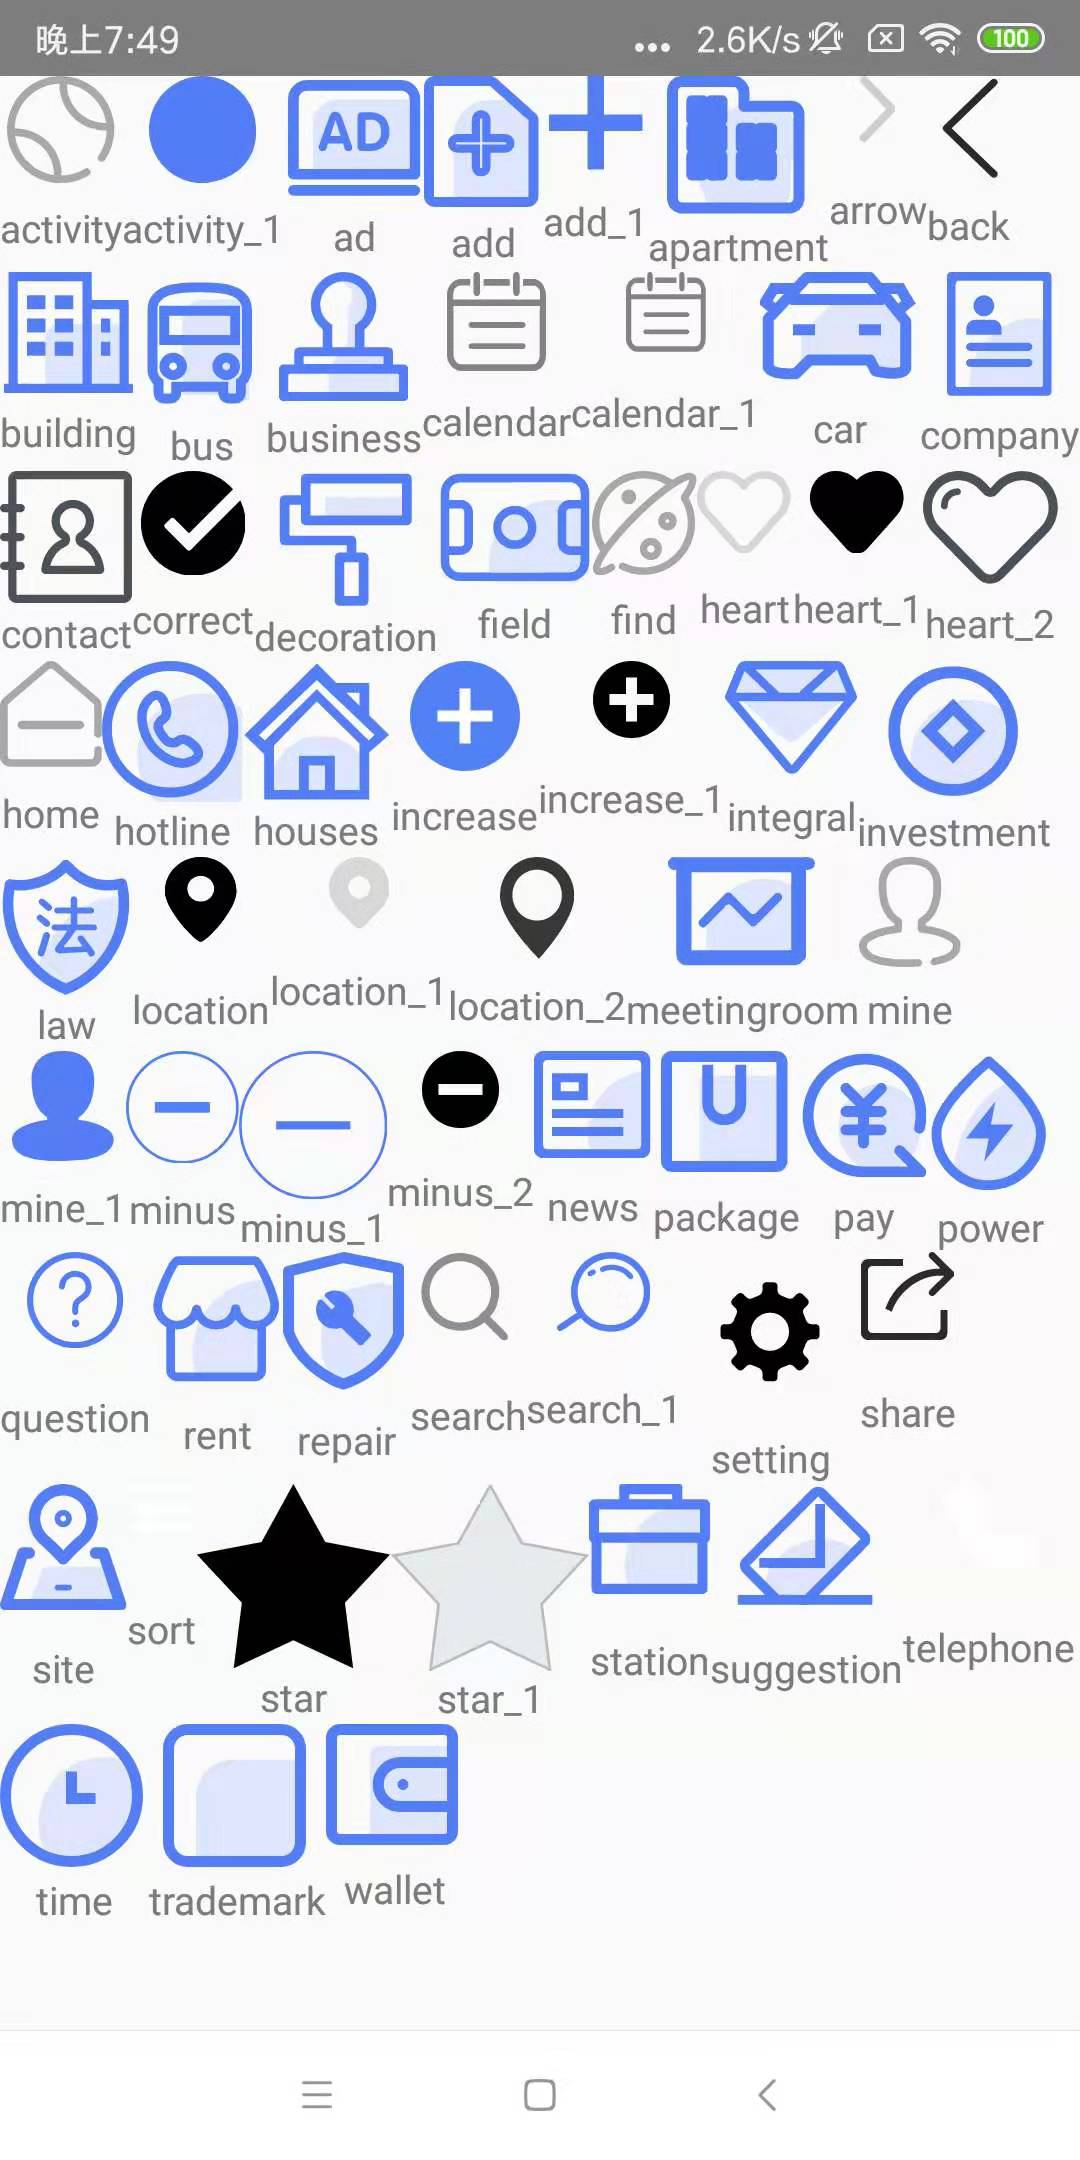 晚上7:49 ... 2.6K/s 100
AD
activity activity_1 ad add add_1 apartment arrow back
building bus business calendar calendar_1 car company
contact correct decoration field find heart heart_1 heart_2
home hotline houses increase increase_1 integral investment
法
law location location_1 location_2 meetingroom mine
¥
mine_1 minus minus_1 minus_2 news package pay power
?
question rent repair search search_1 setting share
site sort star star_1 station suggestion telephone
time trademark wallet